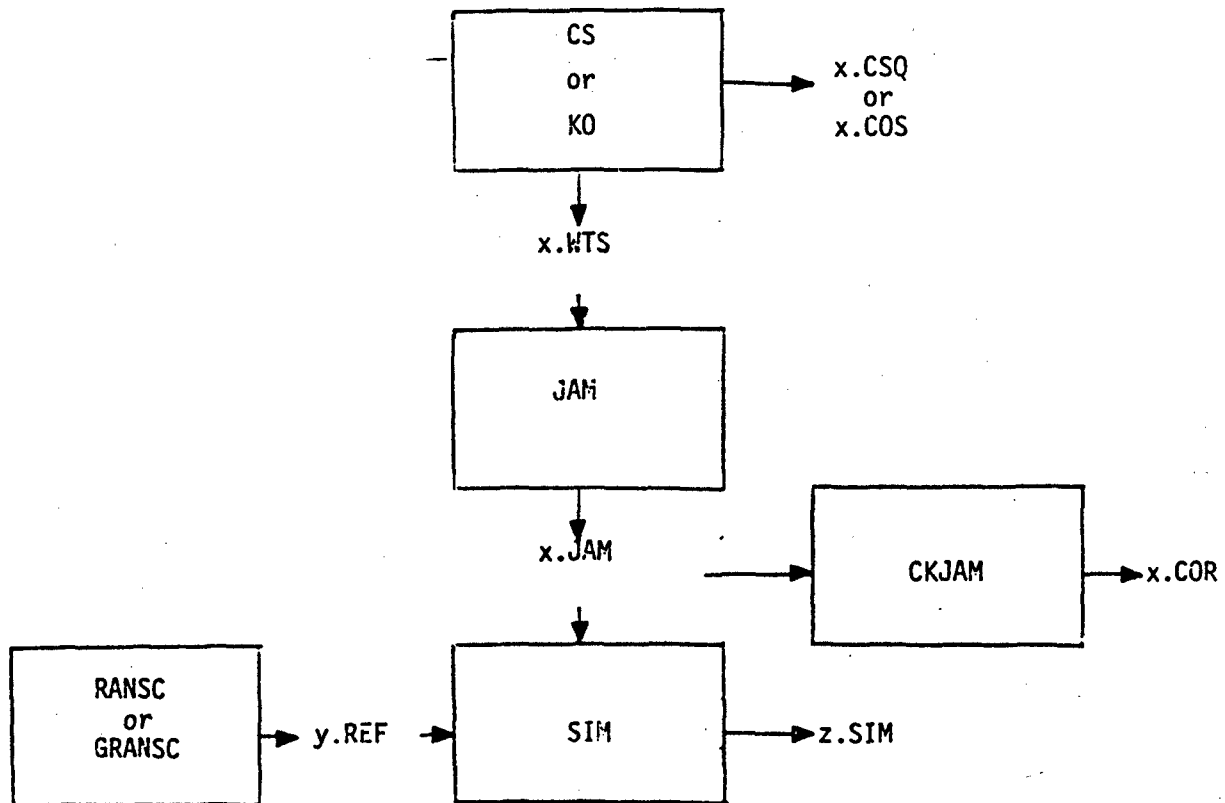 CS
or
KO
x.CSQ
or
x.COS
x.WTS
JAM
x.JAM
CKJAM
x.COR
RANSC
or
GRANSC
y.REF
SIM
z.SIM